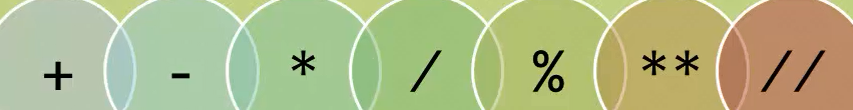 + - * / % ** //